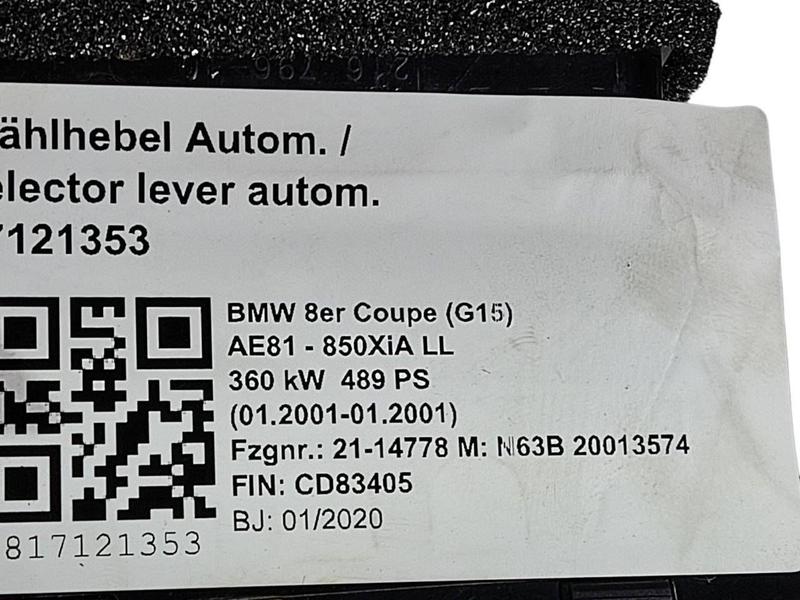 ählhebel Autom. /
elector lever autom.
7121353
BMW 8er Coupe (G15)
AE81 - 850XiA LL
360 kW 489 PS
(01.2001-01.2001)
Fzgnr.: 21-14778 M: N63B 20013574
FIN: CD83405
BJ: 01/2020
817121353